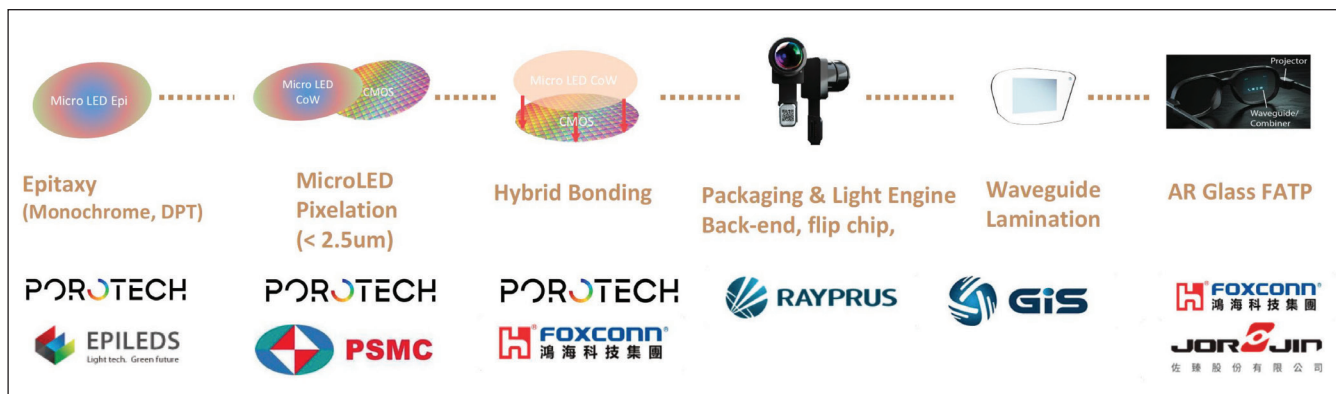 Micro LED Epi
Micro LED
CoW
CMOS
Micro LED CoW
CMOS
Projector
Waveguide/
Combiner
Epitaxy
(Monochrome, DPT)
MicroLED
Pixelation
(< 2.5um)
Hybrid Bonding
Packaging & Light Engine
Back-end, flip chip,
Waveguide
Lamination
AR Glass FATP
POROTECH
EPILEDS
Light tech. Green future
POROTECH
PSMC
POROTECH
FOXCONN®
鴻海科技集團
RAYPRUS
GiS
FOXCONN®
鴻海科技集團
JORJIN
佐臻股份有限公司